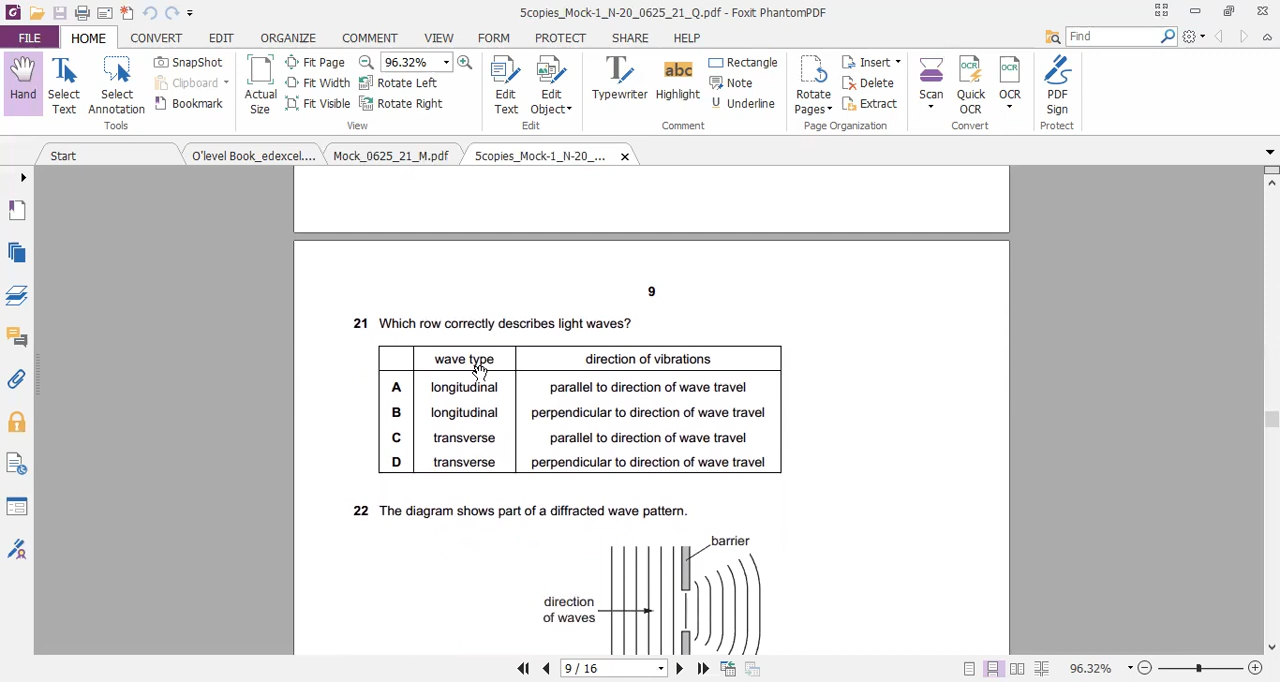 5copies_Mock-1_N-20_0625_21_Q.pdf - Foxit PhantomPDF
FILE HOME CONVERT EDIT ORGANIZE COMMENT VIEW FORM PROTECT SHARE HELP
Find
Hand
Select Text
Select Annotation
SnapShot
Clipboard
Bookmark
Tools
Actual Size
Fit Page
Fit Width
Fit Visible
96.32%
Rotate Left
Rotate Right
View
Edit Text
Edit Object
Edit
Typewriter
abc
Highlight
Rectangle
Note
Underline
Comment
Rotate Pages
Insert
Delete
Extract
Page Organization
Scan
OCR
Quick OCR
OCR
OCR
Convert
PDF Sign
Protect
Start
O'level Book_edexcel....
Mock_0625_21_M.pdf
5copies_Mock-1_N-20_...
9
21 Which row correctly describes light waves?
wave type direction of vibrations
A longitudinal parallel to direction of wave travel
B longitudinal perpendicular to direction of wave travel
C transverse parallel to direction of wave travel
D transverse perpendicular to direction of wave travel
22 The diagram shows part of a diffracted wave pattern.
barrier
direction
of waves
9 / 16
96.32%